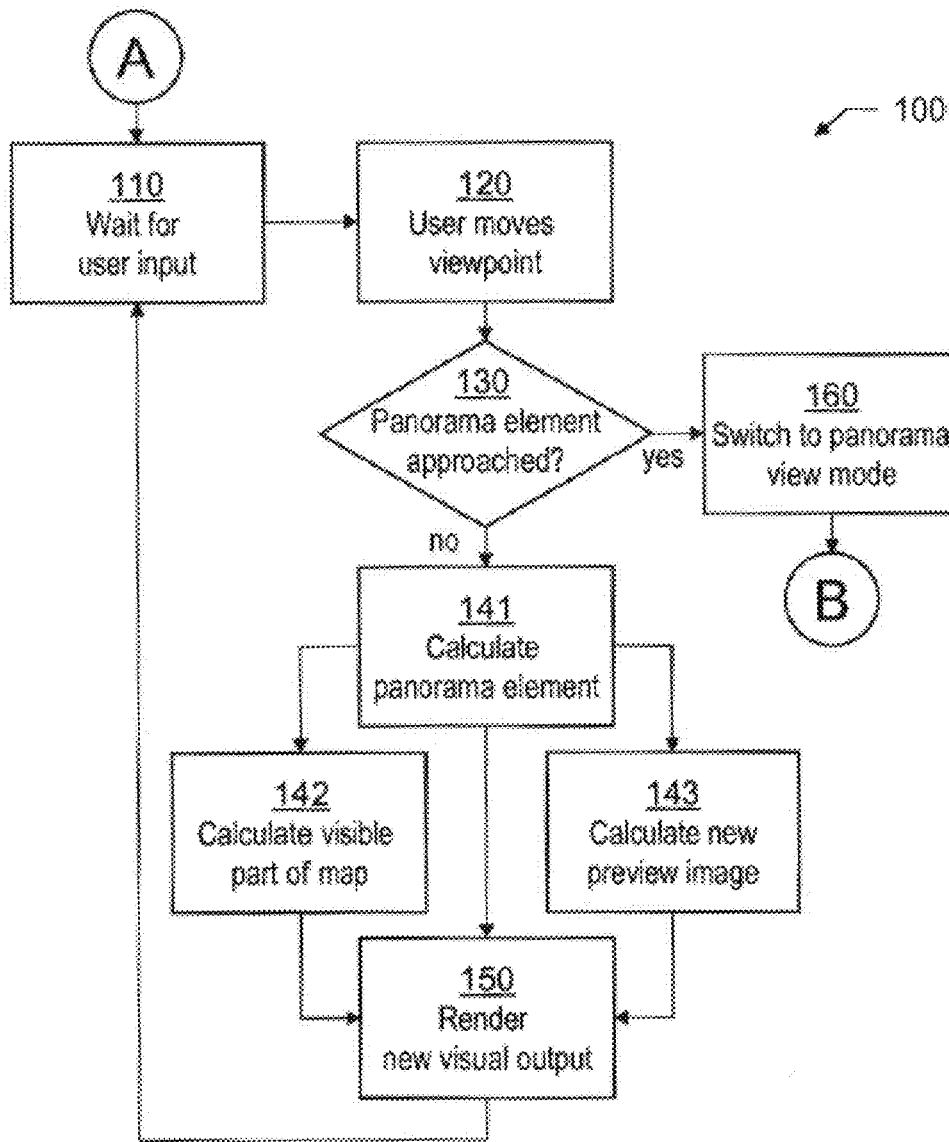 A
100
110
Wait for
user input
120
User moves
viewpoint
130
Panorama element
approached?
yes
160
Switch to panorama
view mode
no
B
141
Calculate
panorama element
142
Calculate visible
part of map
143
Calculate new
preview image
150
Render
new visual output